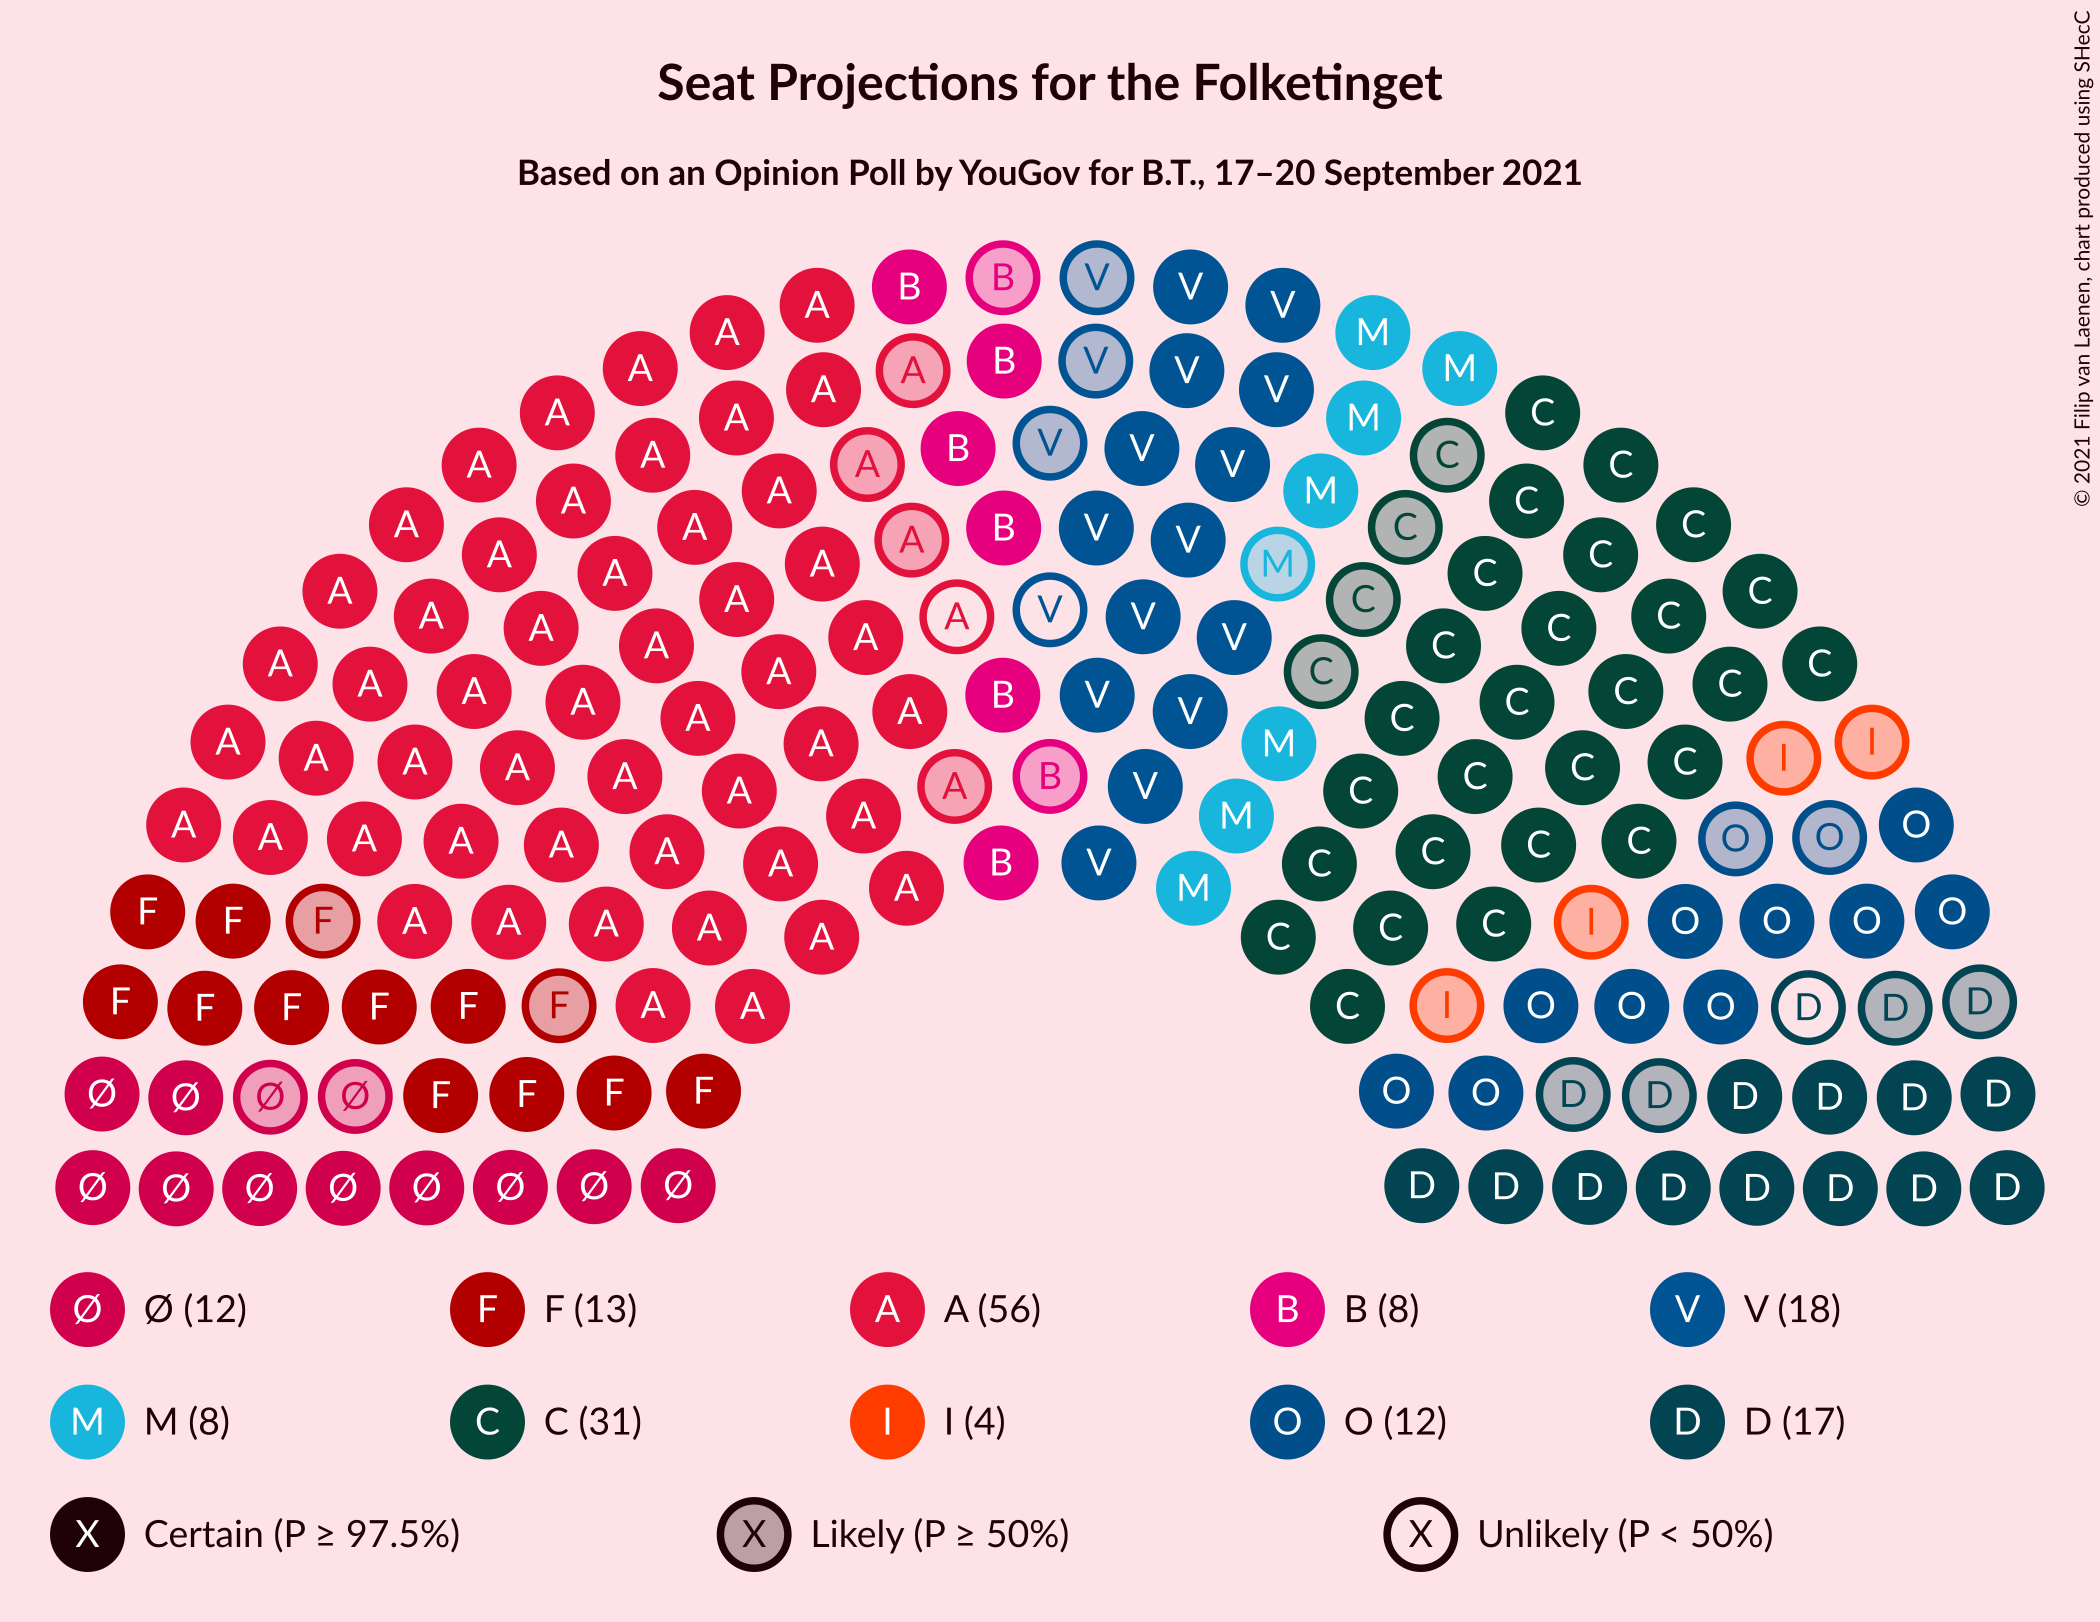 Seat Projections for the Folketinget
Based on an Opinion Poll by YouGov for B.T., 17–20 September 2021
© 2021 Filip van Laenen, chart produced using SHecC
B B V V V
A M
A M
A A B V V V
A A M C
A A A B V V V M C C
A A A A B V V M C C C
A A A A A A V V V C C C C
A A A A A A B V V C C C C C
A A A A A A A A B V M C C C C I I
A A A A A A A A B V M C C C C O O O
F F F A A A A A C C C I O O O O
F F F F F F A A C I O O O D D D
Ø Ø Ø Ø F F F F O O D D D D D D
Ø Ø Ø Ø Ø Ø Ø Ø D D D D D D D D
Ø Ø (12) F F (13) A A (56) B B (8) V V (18)
M M (8) C C (31) I I (4) O O (12) D D (17)
X Certain (P ≥ 97.5%) X Likely (P ≥ 50%) X Unlikely (P < 50%)